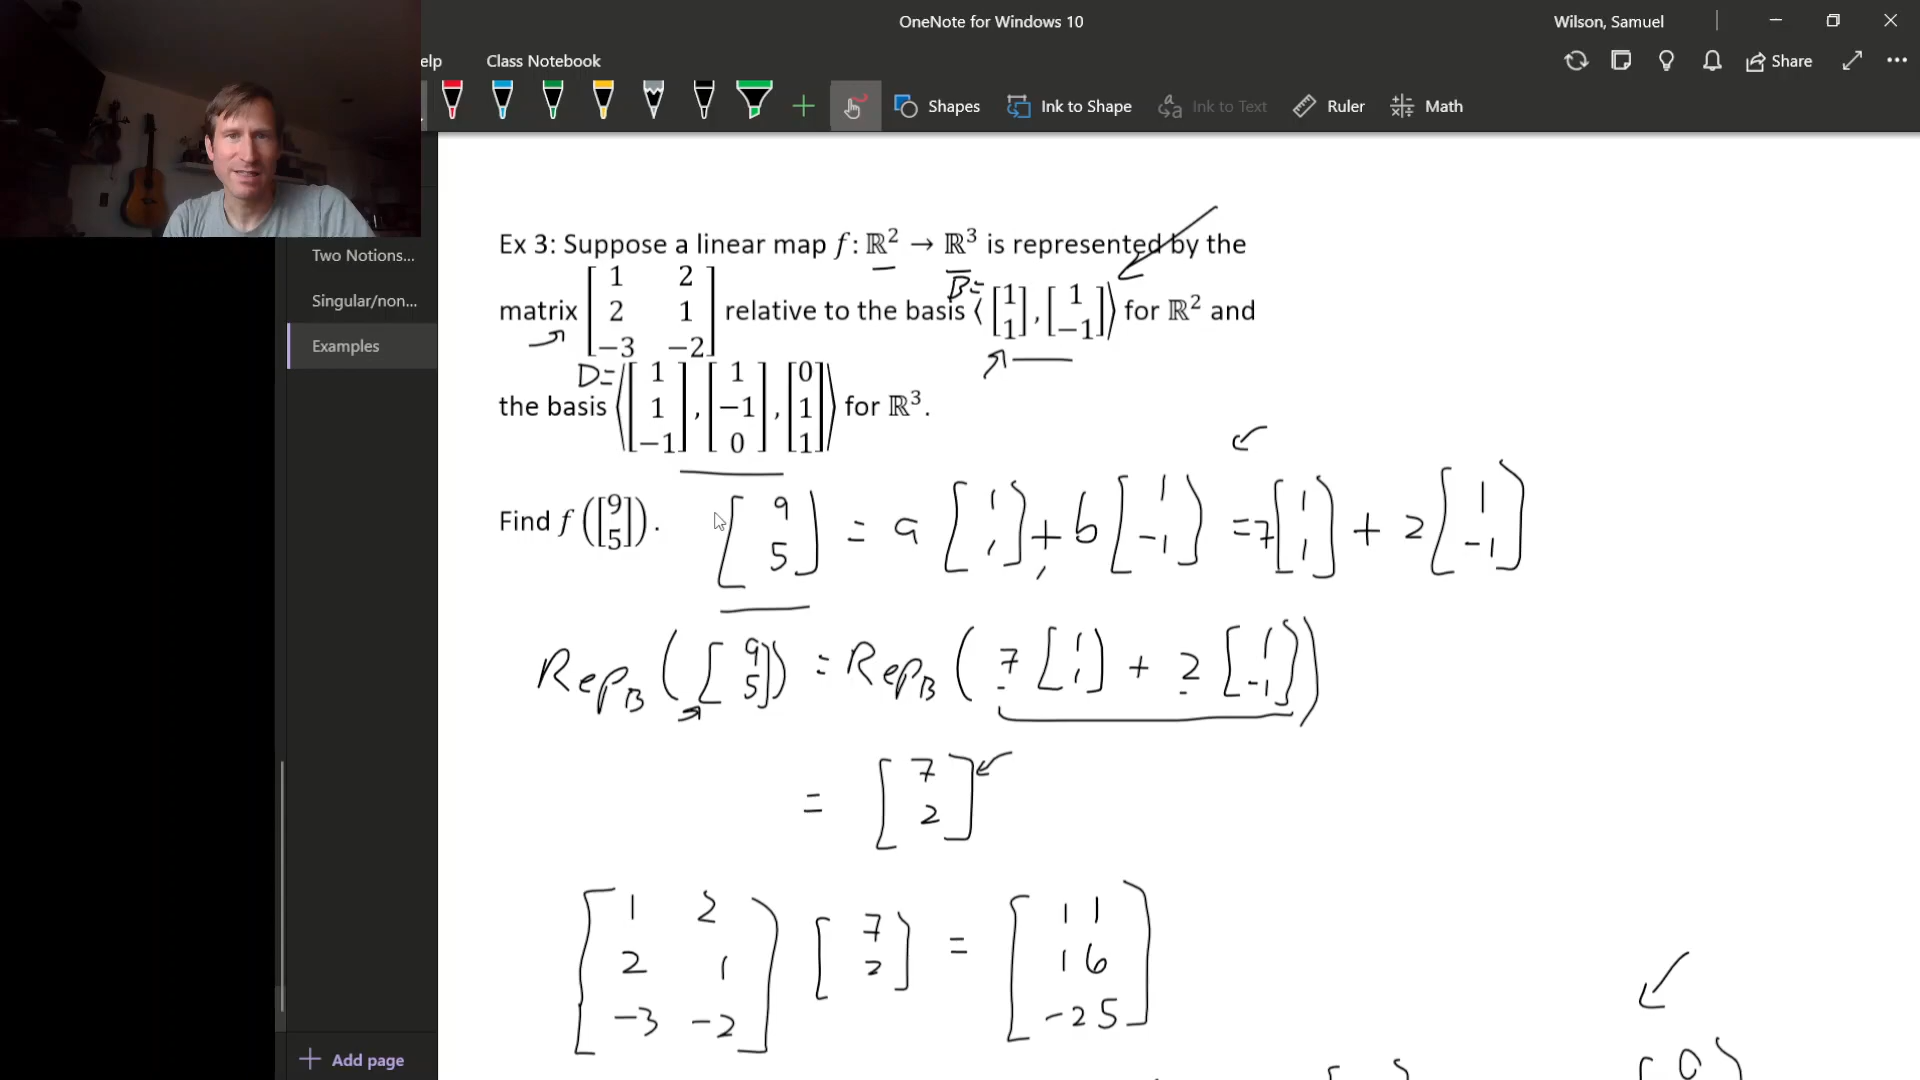 OneNote for Windows 10
Wilson, Samuel
elp
Class Notebook
Share
Shapes
Ink to Shape
Ink to Text
Ruler
Math
Two Notions...
Singular/non...
Examples
Add page
Ex 3: Suppose a linear map f: ℝ² → ℝ³ is represented by the
matrix [1 2; 2 1; −3 −2] relative to the basis B= ⟨[1; 1], [1; −1]⟩ for ℝ² and
the basis D= ⟨[1; 1; −1], [1; −1; 0], [0; 1; 1]⟩ for ℝ³.
Find f([9; 5]). [9; 5] = a [1; 1] + b [1; -1] = 7 [1; 1] + 2 [1; -1]
Rep_B ([9; 5]) = Rep_B (7 [1; 1] + 2 [1; -1])
= [7; 2]
[1 2; 2 1; -3 -2] [7; 2] = [11; 16; -25]
0